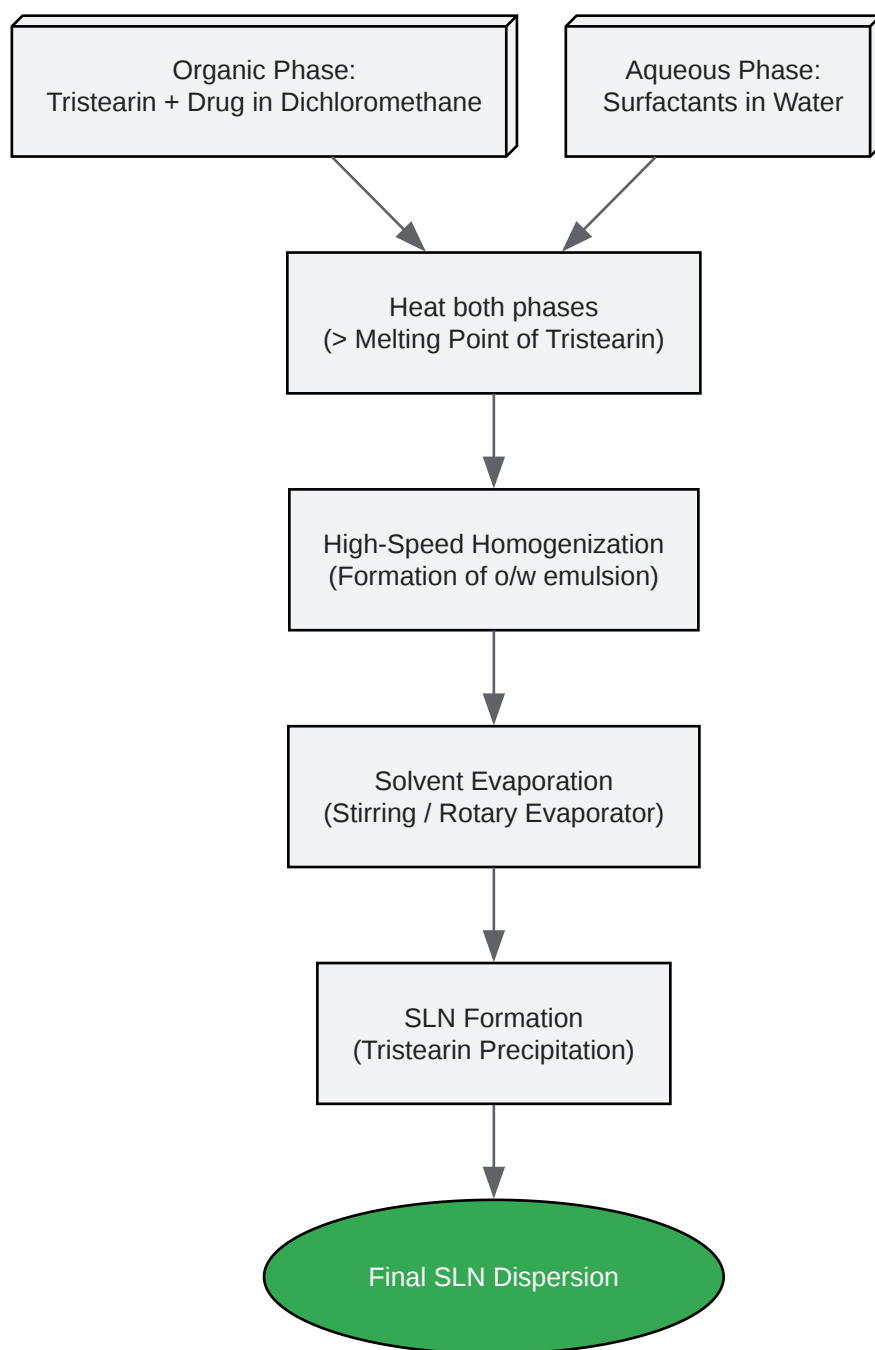 Organic Phase:
Tristearin + Drug in Dichloromethane
Aqueous Phase:
Surfactants in Water
Heat both phases
(> Melting Point of Tristearin)
High-Speed Homogenization
(Formation of o/w emulsion)
Solvent Evaporation
(Stirring / Rotary Evaporator)
SLN Formation
(Tristearin Precipitation)
Final SLN Dispersion